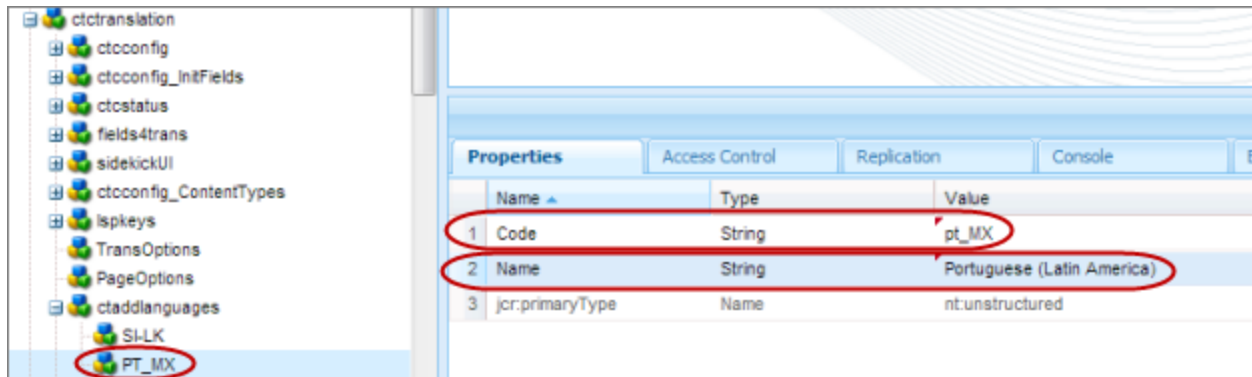 ctctranslation
ctcconfig
ctcconfig_InitFields
ctcstatus
fields4trans
sidekickUI
ctcconfig_ContentTypes
lspkeys
TransOptions
PageOptions
ctaddlanguages
SI-LK
PT_MX
Properties Access Control Replication Console
Name Type Value
1 Code String pt_MX
2 Name String Portuguese (Latin America)
3 jcr:primaryType Name nt:unstructured